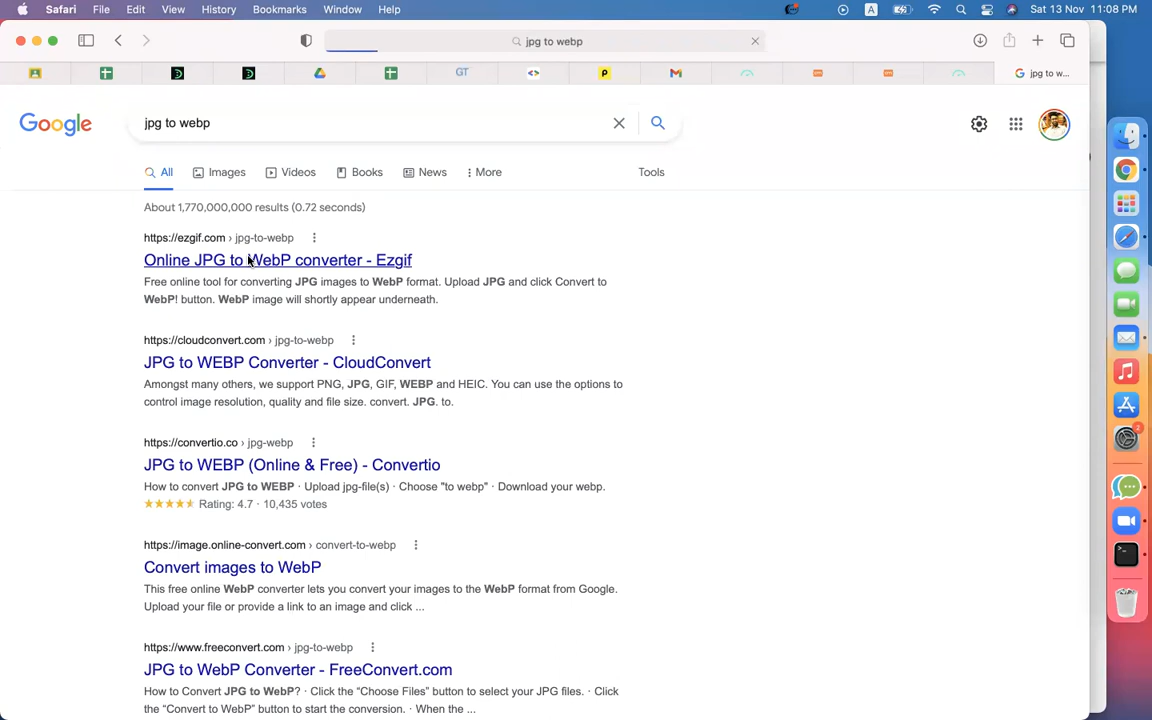 Safari File Edit View History Bookmarks Window Help A Sat 13 Nov 11:08 PM
jpg to webp
GT P jpg to w...
Google jpg to webp
All Images Videos Books News More Tools
About 1,770,000,000 results (0.72 seconds)
https://ezgif.com › jpg-to-webp
Online JPG to WebP converter - Ezgif
Free online tool for converting JPG images to WebP format. Upload JPG and click Convert to
WebP! button. WebP image will shortly appear underneath.
https://cloudconvert.com › jpg-to-webp
JPG to WEBP Converter - CloudConvert
Amongst many others, we support PNG, JPG, GIF, WEBP and HEIC. You can use the options to
control image resolution, quality and file size. convert. JPG. to.
https://convertio.co › jpg-webp
JPG to WEBP (Online & Free) - Convertio
How to convert JPG to WEBP · Upload jpg-file(s) · Choose "to webp" · Download your webp.
Rating: 4.7 · 10,435 votes
https://image.online-convert.com › convert-to-webp
Convert images to WebP
This free online WebP converter lets you convert your images to the WebP format from Google.
Upload your file or provide a link to an image and click ...
https://www.freeconvert.com › jpg-to-webp
JPG to WebP Converter - FreeConvert.com
How to Convert JPG to WebP? · Click the “Choose Files” button to select your JPG files. · Click
the “Convert to WebP” button to start the conversion. · When the ...
2